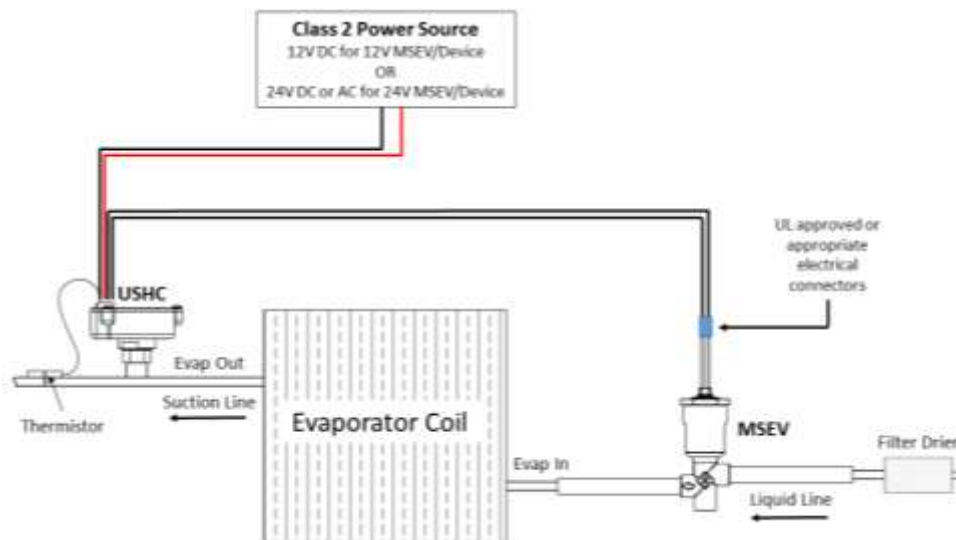 Class 2 Power Source
12V DC for 12V MSEV/Device
OR
24V DC or AC for 24V MSEV/Device
UL approved or
appropriate
electrical
connectors
USHC
Evap Out
Suction Line
Thermistor
Evaporator Coil
MSEV
Filter Drier
Evap In
Liquid Line